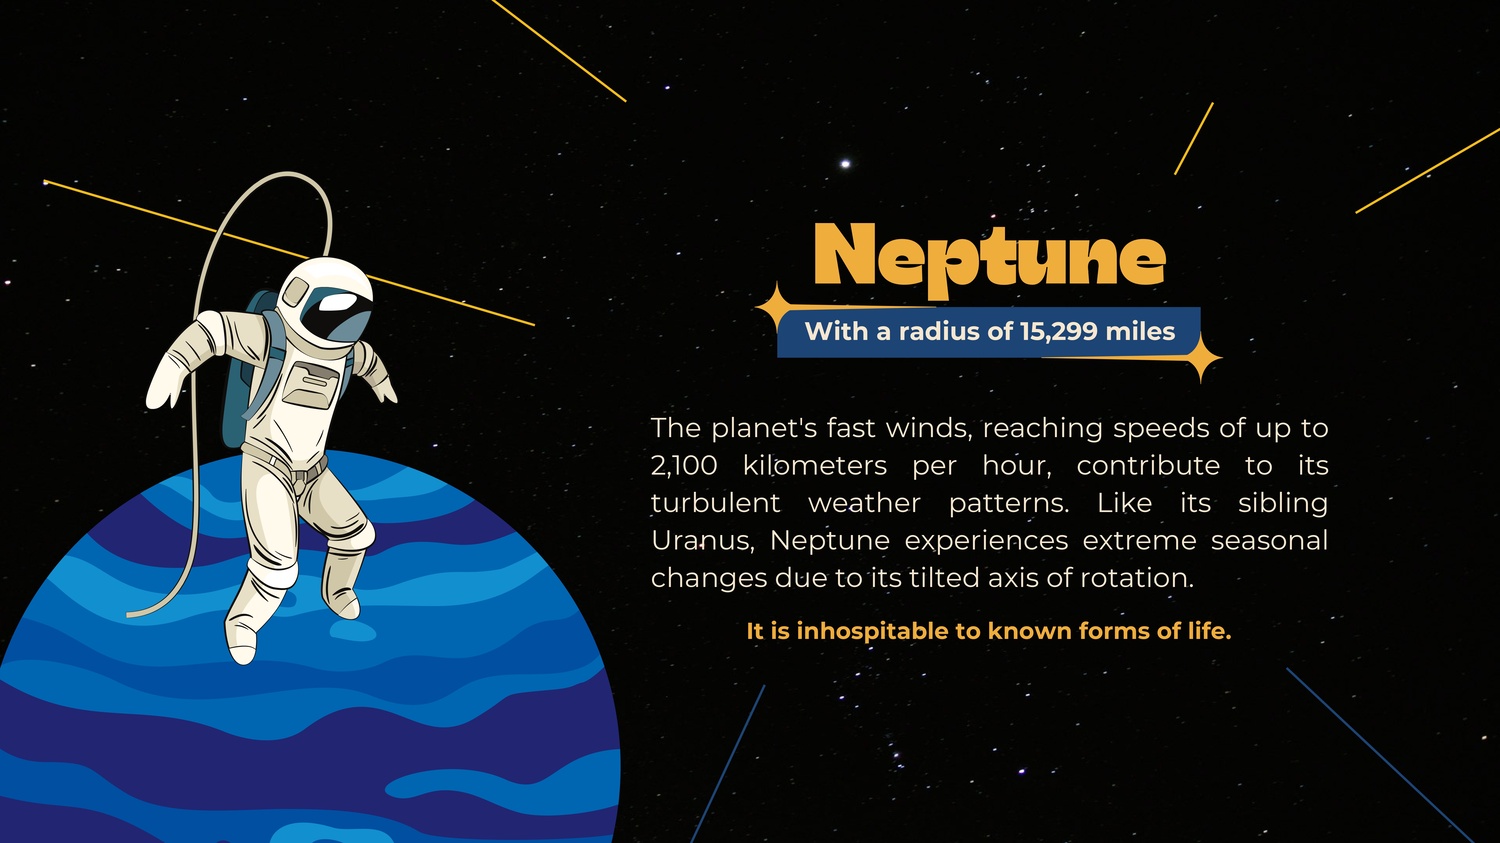 Neptune
With a radius of 15,299 miles
The planet's fast winds, reaching speeds of up to
2,100 kilometers per hour, contribute to its
turbulent weather patterns. Like its sibling
Uranus, Neptune experiences extreme seasonal
changes due to its tilted axis of rotation.
It is inhospitable to known forms of life.